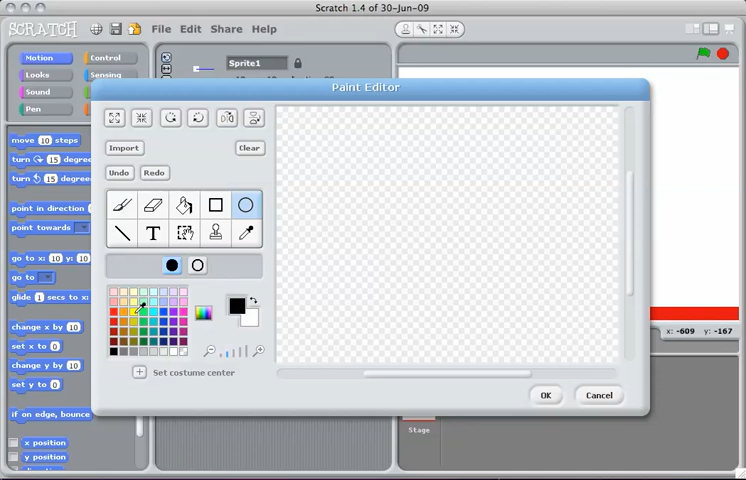 Scratch 1.4 of 30-Jun-09
SCRATCH File Edit Share Help
Motion Control
Looks Sensing
Sound
Pen
Sprite1
Paint Editor
Import Clear
Undo Redo
T
Set costume center
OK Cancel
move 10 steps
turn 15 degree
turn 15 degree
point in direction
point towards
go to x: 10 y: 10
go to
glide 1 secs to x:
change x by 10
set x to 0
change y by 10
set y to 0
if on edge, bounce
x position
y position
x: -609 y: -167
Stage